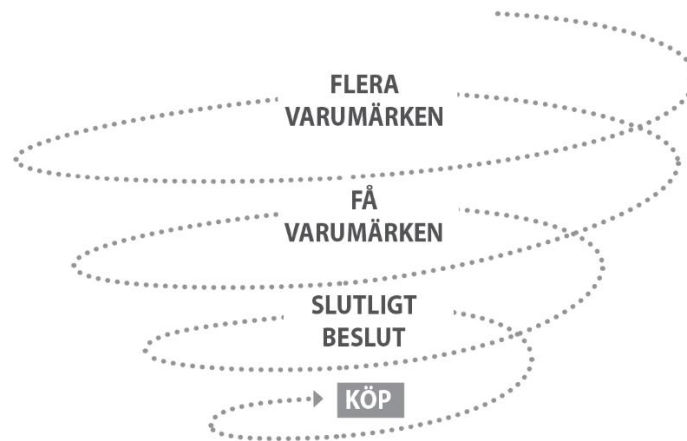 FLERA
VARUMÄRKEN
FÅ
VARUMÄRKEN
SLUTLIGT
BESLUT
KÖP